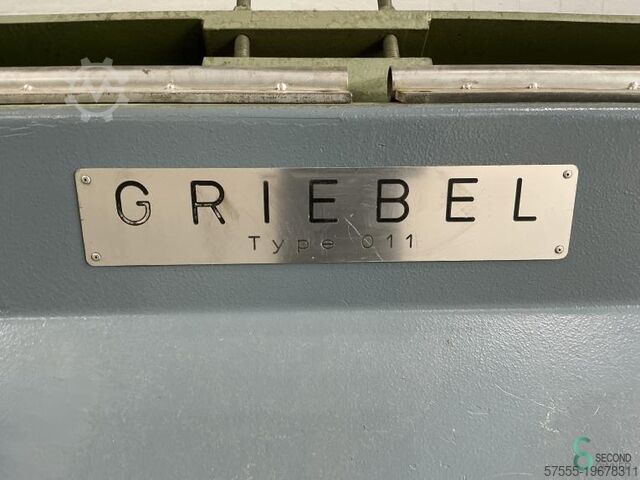 GRIEBEL
Type 011
SECOND
57555-19678311